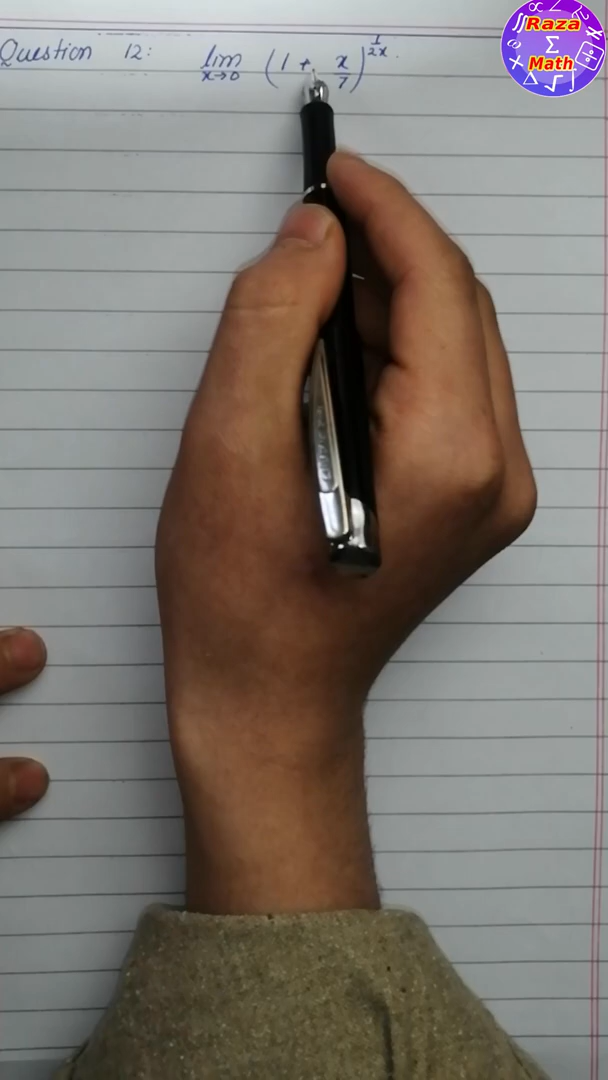 Question 12: lim x→0 (1 + x/7)^(1/2x).
Raza
Σ
Math